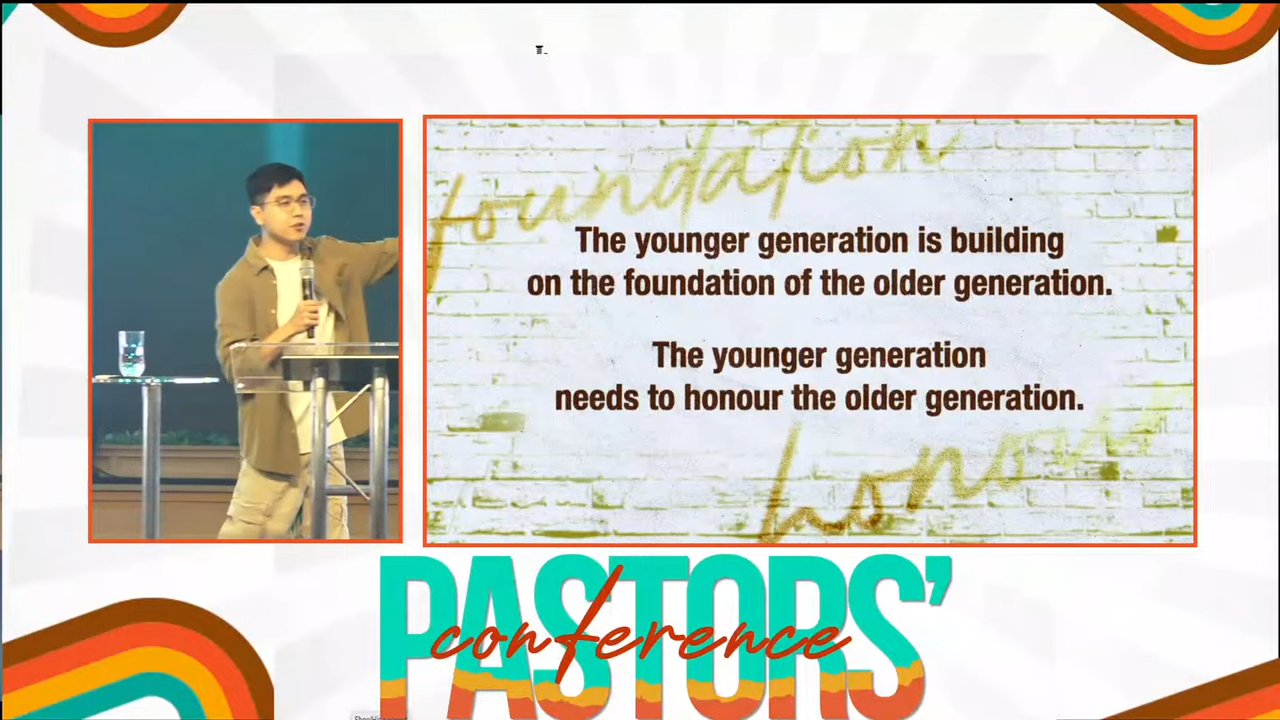 foundation
The younger generation is building
on the foundation of the older generation.
The younger generation
needs to honour the older generation.
honour
PASTORS'
conference